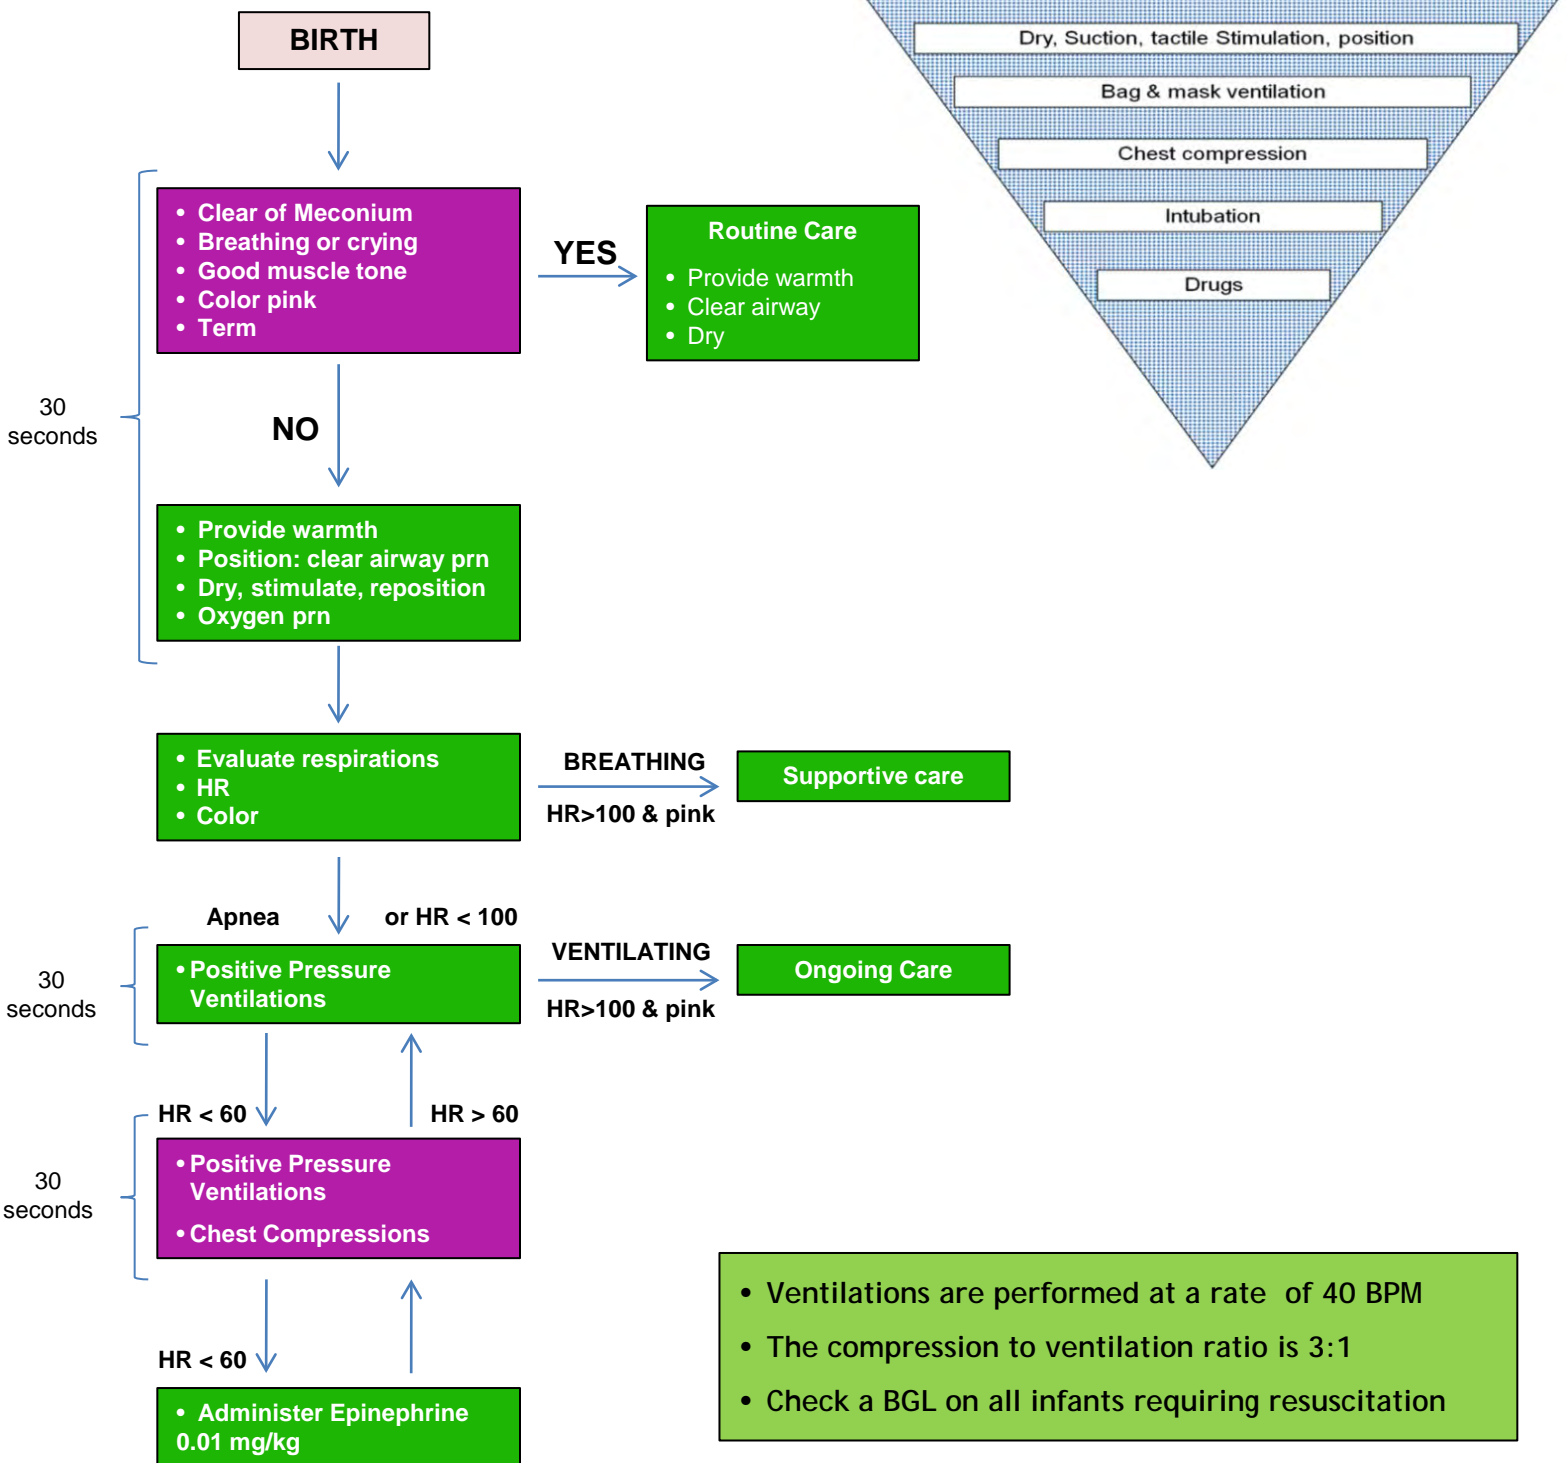 BIRTH
Dry, Suction, tactile Stimulation, position
Bag & mask ventilation
Chest compression
Intubation
Drugs
• Clear of Meconium
• Breathing or crying
• Good muscle tone
• Color pink
• Term
YES
Routine Care
• Provide warmth
• Clear airway
• Dry
30
seconds
NO
• Provide warmth
• Position: clear airway prn
• Dry, stimulate, reposition
• Oxygen prn
• Evaluate respirations
• HR
• Color
BREATHING
HR>100 & pink
Supportive care
Apnea
or HR < 100
30
seconds
• Positive Pressure
Ventilations
VENTILATING
HR>100 & pink
Ongoing Care
HR < 60
HR > 60
30
seconds
• Positive Pressure
Ventilations
• Chest Compressions
HR < 60
• Administer Epinephrine
0.01 mg/kg
• Ventilations are performed at a rate of 40 BPM
• The compression to ventilation ratio is 3:1
• Check a BGL on all infants requiring resuscitation